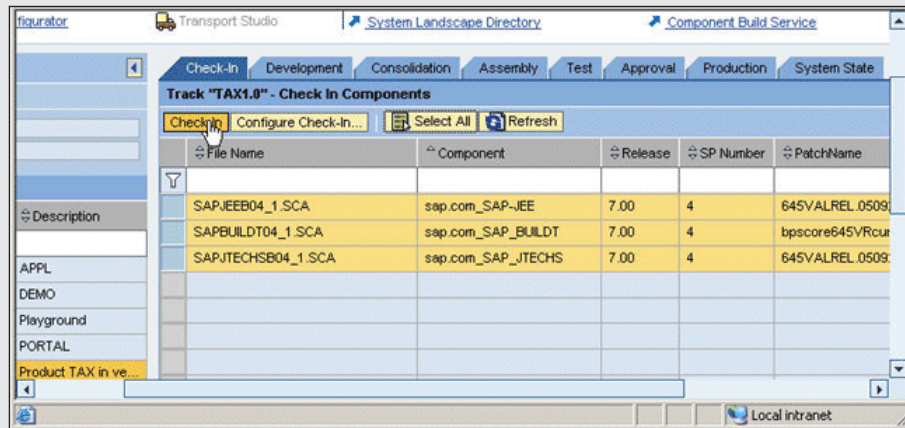 figurator Transport Studio System Landscape Directory Component Build Service
Check-In Development Consolidation Assembly Test Approval Production System State
Track "TAX1.0" - Check In Components
Check-In Configure Check-In... Select All Refresh
File Name Component Release SP Number PatchName
SAPJEEB04_1.SCA sap.com_SAP-JEE 7.00 4 645VALREL.0509
Description
SAPBUILDT04_1.SCA sap.com_SAP_BUILDT 7.00 4 bpscore645VRcur
SAPJTECHSB04_1.SCA sap.com_SAP_JTECHS 7.00 4 645VALREL.0509
APPL
DEMO
Playground
PORTAL
Product TAX in ve...
Local intranet